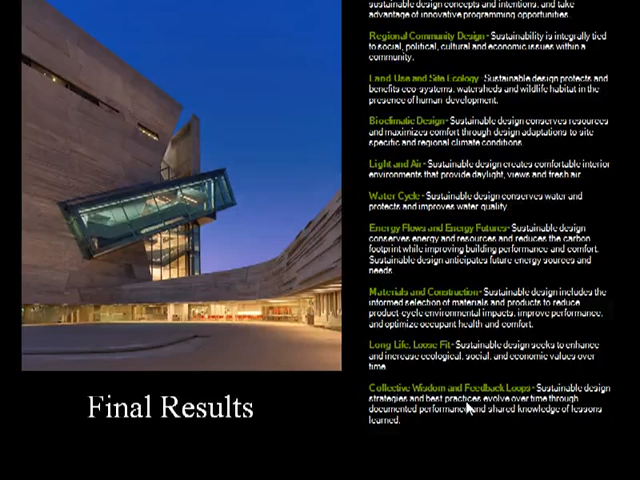 sustainable design concepts and intentions, and take
advantage of innovative programming opportunities.
Regional Community Design - Sustainability is integrally tied
to social, political, cultural and economic issues within a
community.
Land Use and Site Ecology - Sustainable design protects and
benefits eco-systems, watersheds and wildlife habitat in the
presence of human development.
Bioclimatic Design - Sustainable design conserves resources
and maximizes comfort through design adaptations to site
specific and regional climate conditions.
Light and Air - Sustainable design creates comfortable interior
environments that provide daylight, views and fresh air.
Water Cycle - Sustainable design conserves water and
protects and improves water quality.
Energy Flows and Energy Futures - Sustainable design
conserves energy and resources and reduces the carbon
footprint while improving building performance and comfort.
Sustainable design anticipates future energy sources and
needs.
Materials and Construction - Sustainable design includes the
informed selection of materials and products to reduce
product-cycle environmental impacts, improve performance,
and optimize occupant health and comfort.
Long Life, Loose Fit - Sustainable design seeks to enhance
and increase ecological, social, and economic values over
time.
Collective Wisdom and Feedback Loops - Sustainable design
strategies and best practices evolve over time through
documented performance and shared knowledge of lessons
learned.
Final Results